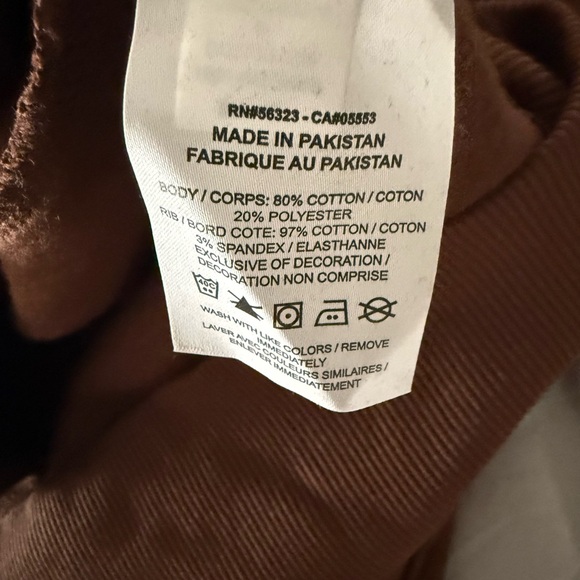 RN#56323 - CA#05553
MADE IN PAKISTAN
FABRIQUE AU PAKISTAN
BODY / CORPS: 80% COTTON / COTON
20% POLYESTER
RIB / BORD COTE: 97% COTTON / COTON
3% SPANDEX / ELASTHANNE
EXCLUSIVE OF DECORATION /
DECORATION NON COMPRISE
40C
WASH WITH LIKE COLORS / REMOVE
IMMEDIATELY
LAVER AVEC COULEURS SIMILAIRES /
ENLEVER IMMEDIATEMENT